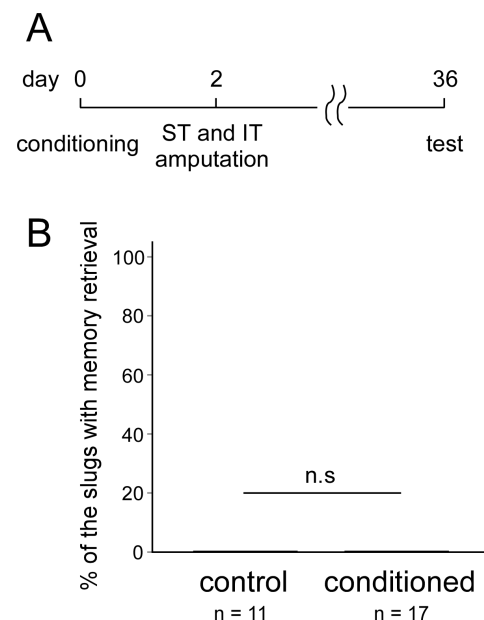 A
day 0 2 36
conditioning ST and IT amputation test
B
% of the slugs with memory retrieval
100
80
60
40
20
0
n.s
control conditioned
n = 11 n = 17